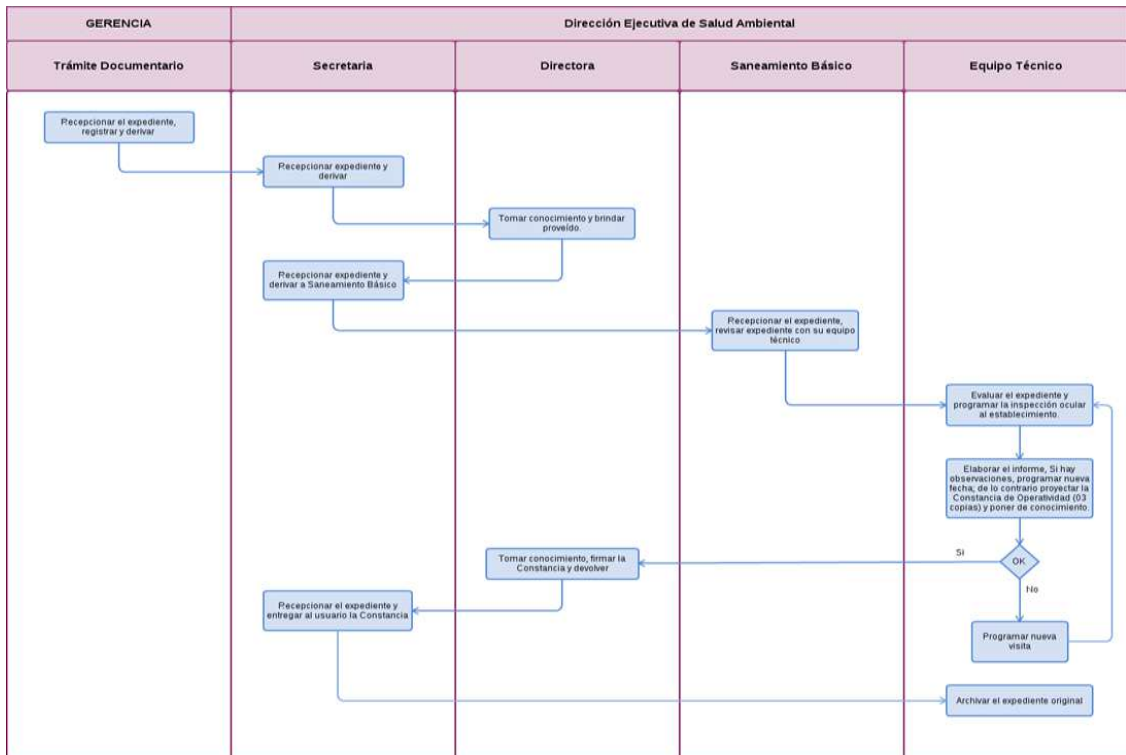 GERENCIA
Dirección Ejecutiva de Salud Ambiental
Trámite Documentario
Secretaria
Directora
Saneamiento Básico
Equipo Técnico
Recepcionar el expediente,
registrar y derivar
Recepcionar expediente y
derivar
Tomar conocimiento y brindar
proveído.
Recepcionar expediente y
derivar a Saneamiento Básico
Recepcionar el expediente,
revisar expediente con su equipo
técnico
Evaluar el expediente y
programar la inspección ocular
al establecimiento.
Elaborar el informe, Si hay
observaciones, programar nueva
fecha; de lo contrario proyectar la
Constancia de Operatividad (03
copias) y poner de conocimiento.
OK
Si
No
Tomar conocimiento, firmar la
Constancia y devolver
Recepcionar el expediente y
entregar al usuario la Constancia
Programar nueva
visita
Archivar el expediente original